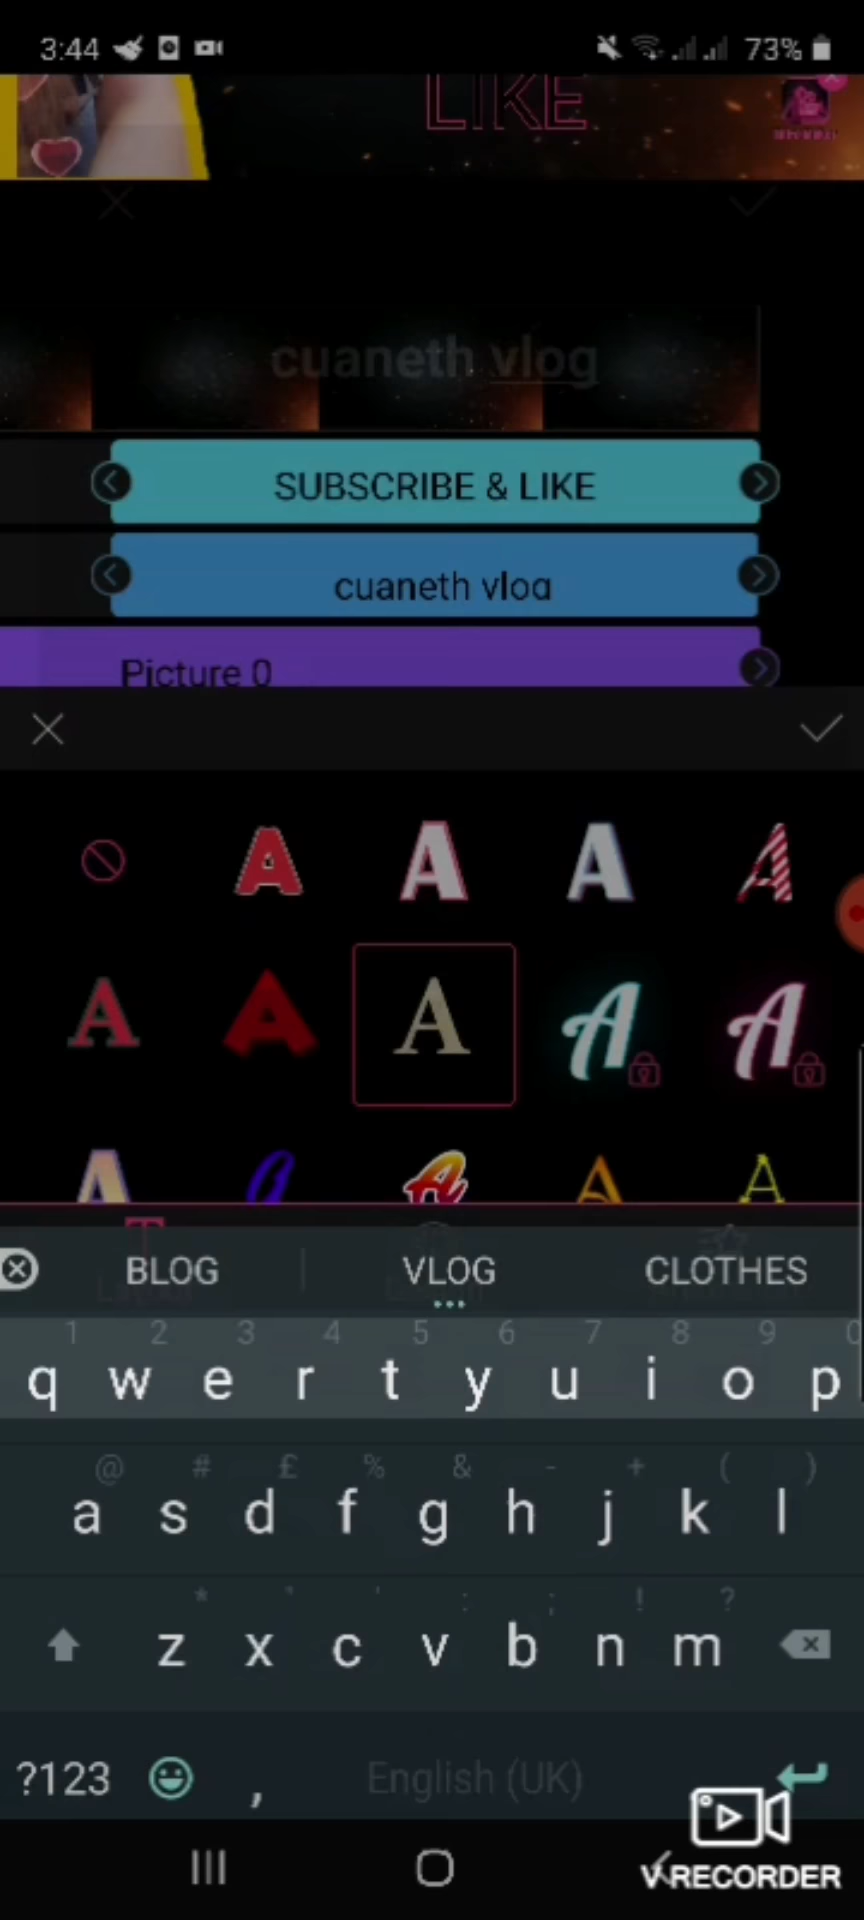 3:44 73%
LIKE
cuaneth vlog
SUBSCRIBE & LIKE
cuaneth vlog
Picture 0
A A A A
A A A A A
A A A A
BLOG VLOG CLOTHES
1 2 3 4 5 6 7 8 9 0
q w e r t y u i o p
@ # £ % & - + ( )
a s d f g h j k l
* " ' : ; ! ?
z x c v b n m
?123 , English (UK)
V RECORDER